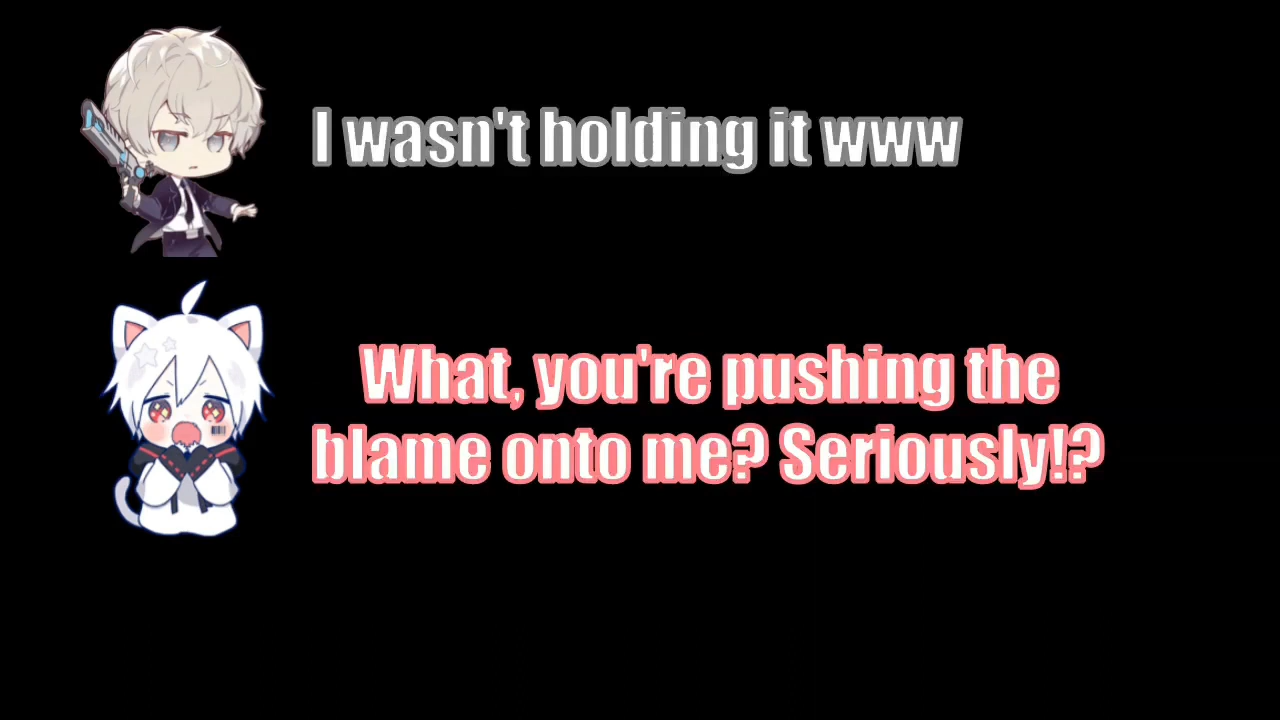 I wasn't holding it www
What, you're pushing the
blame onto me? Seriously!?